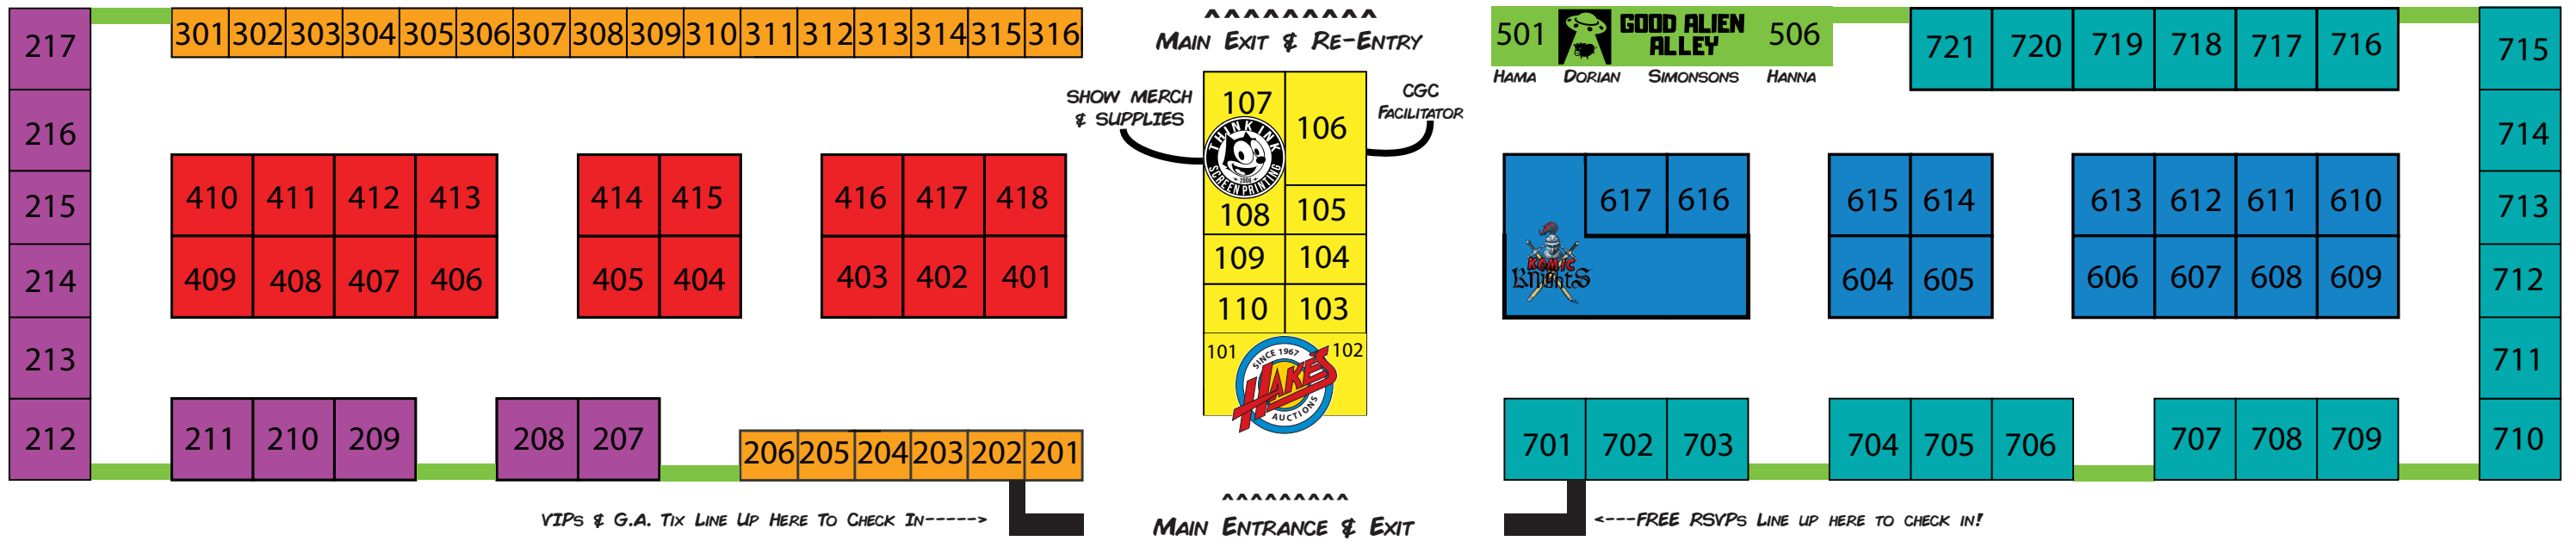 217
216
215
214
213
212
301 302 303 304 305 306 307 308 309 310 311 312 313 314 315 316
410 411 412 413
409 408 407 406
414 415
405 404
416 417 418
403 402 401
211 210 209
208 207
206 205 204 203 202 201
VIPs & G.A. Tix Line Up Here To Check In----->
^^^^^^^^^
Main Exit & Re-Entry
SHOW MERCH
& SUPPLIES
CGC
Facilitator
107
106
THINK INK
2006
SCREEN PRINTING
108
105
109 104
110 103
101 102
SINCE 1967
HAKE'S
AUCTIONS
^^^^^^^^^
Main Entrance & Exit
501
GOOD ALIEN
ALLEY
506
Hama Dorian Simonsons Hanna
721 720 719 718 717 716
617 616
KOMIC
KNIGHTS
615 614
604 605
613 612 611 610
606 607 608 609
701 702 703
704 705 706
707 708 709
715
714
713
712
711
710
<---FREE RSVPs Line up here to check in!